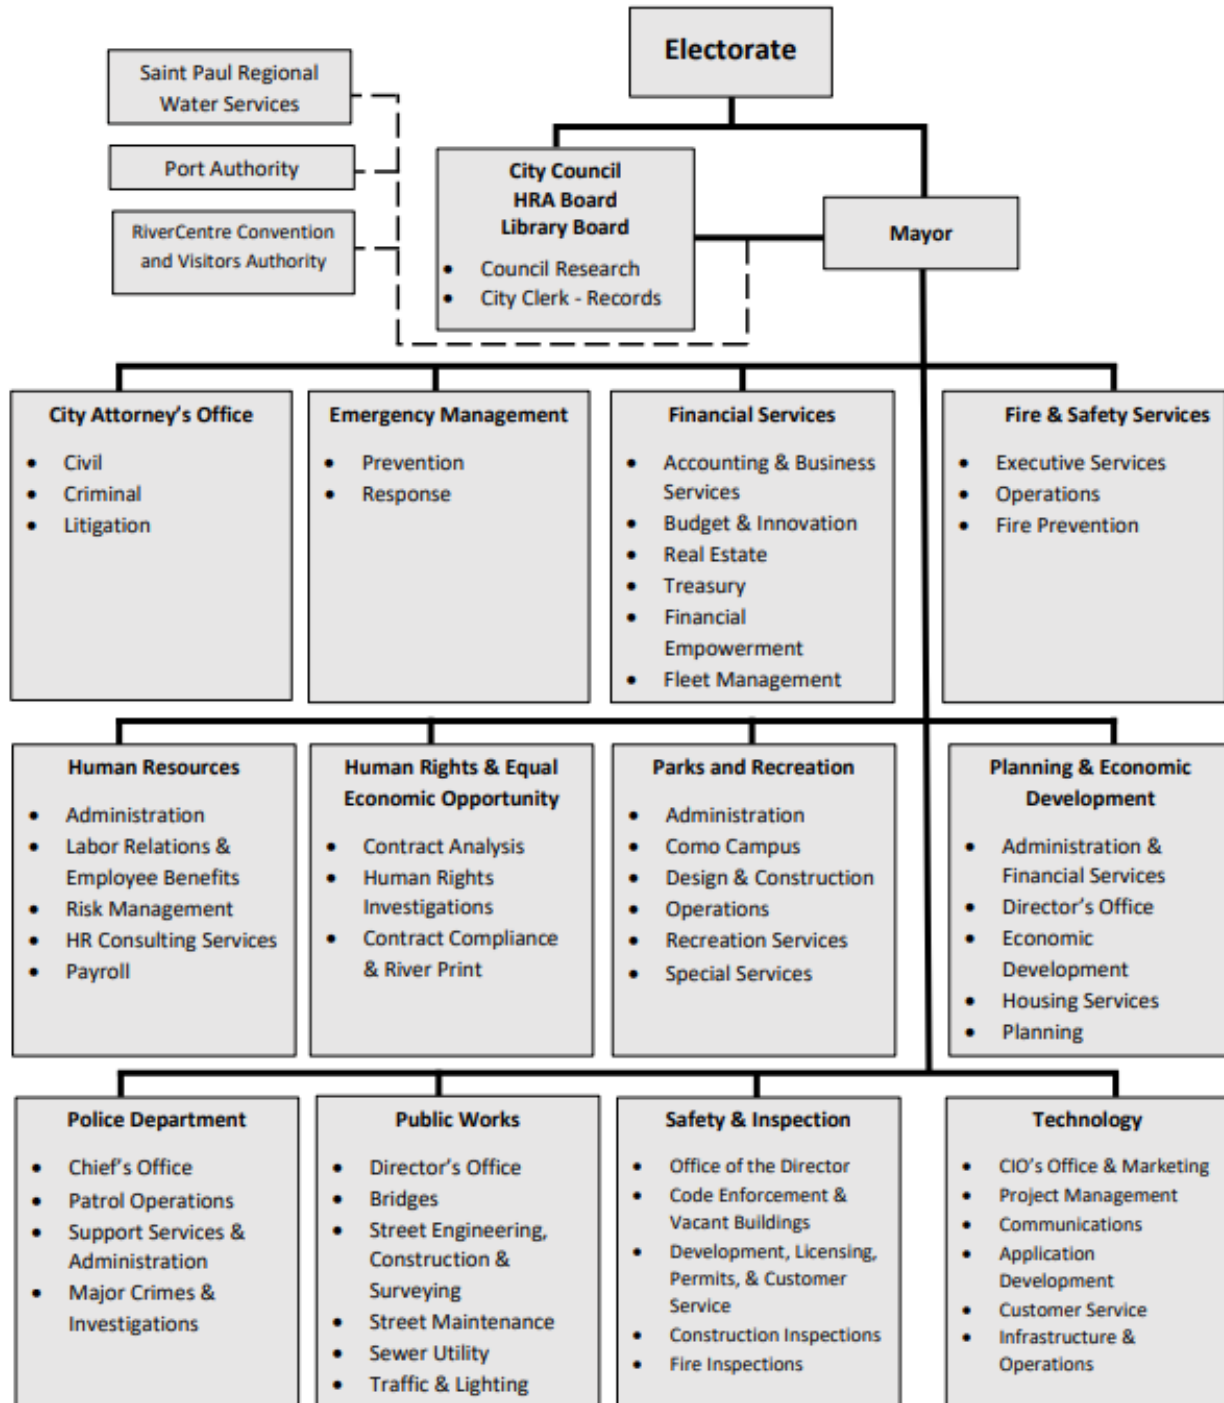 Electorate
Saint Paul Regional
Water Services
Port Authority
RiverCentre Convention
and Visitors Authority
City Council
HRA Board
Library Board
• Council Research
• City Clerk - Records
Mayor
City Attorney’s Office
• Civil
• Criminal
• Litigation
Emergency Management
• Prevention
• Response
Financial Services
• Accounting & Business
Services
• Budget & Innovation
• Real Estate
• Treasury
• Financial
Empowerment
• Fleet Management
Fire & Safety Services
• Executive Services
• Operations
• Fire Prevention
Human Resources
• Administration
• Labor Relations &
Employee Benefits
• Risk Management
• HR Consulting Services
• Payroll
Human Rights & Equal
Economic Opportunity
• Contract Analysis
• Human Rights
Investigations
• Contract Compliance
& River Print
Parks and Recreation
• Administration
• Como Campus
• Design & Construction
• Operations
• Recreation Services
• Special Services
Planning & Economic
Development
• Administration &
Financial Services
• Director’s Office
• Economic
Development
• Housing Services
• Planning
Police Department
• Chief’s Office
• Patrol Operations
• Support Services &
Administration
• Major Crimes &
Investigations
Public Works
• Director’s Office
• Bridges
• Street Engineering,
Construction &
Surveying
• Street Maintenance
• Sewer Utility
• Traffic & Lighting
Safety & Inspection
• Office of the Director
• Code Enforcement &
Vacant Buildings
• Development, Licensing,
Permits, & Customer
Service
• Construction Inspections
• Fire Inspections
Technology
• CIO’s Office & Marketing
• Project Management
• Communications
• Application
Development
• Customer Service
• Infrastructure &
Operations